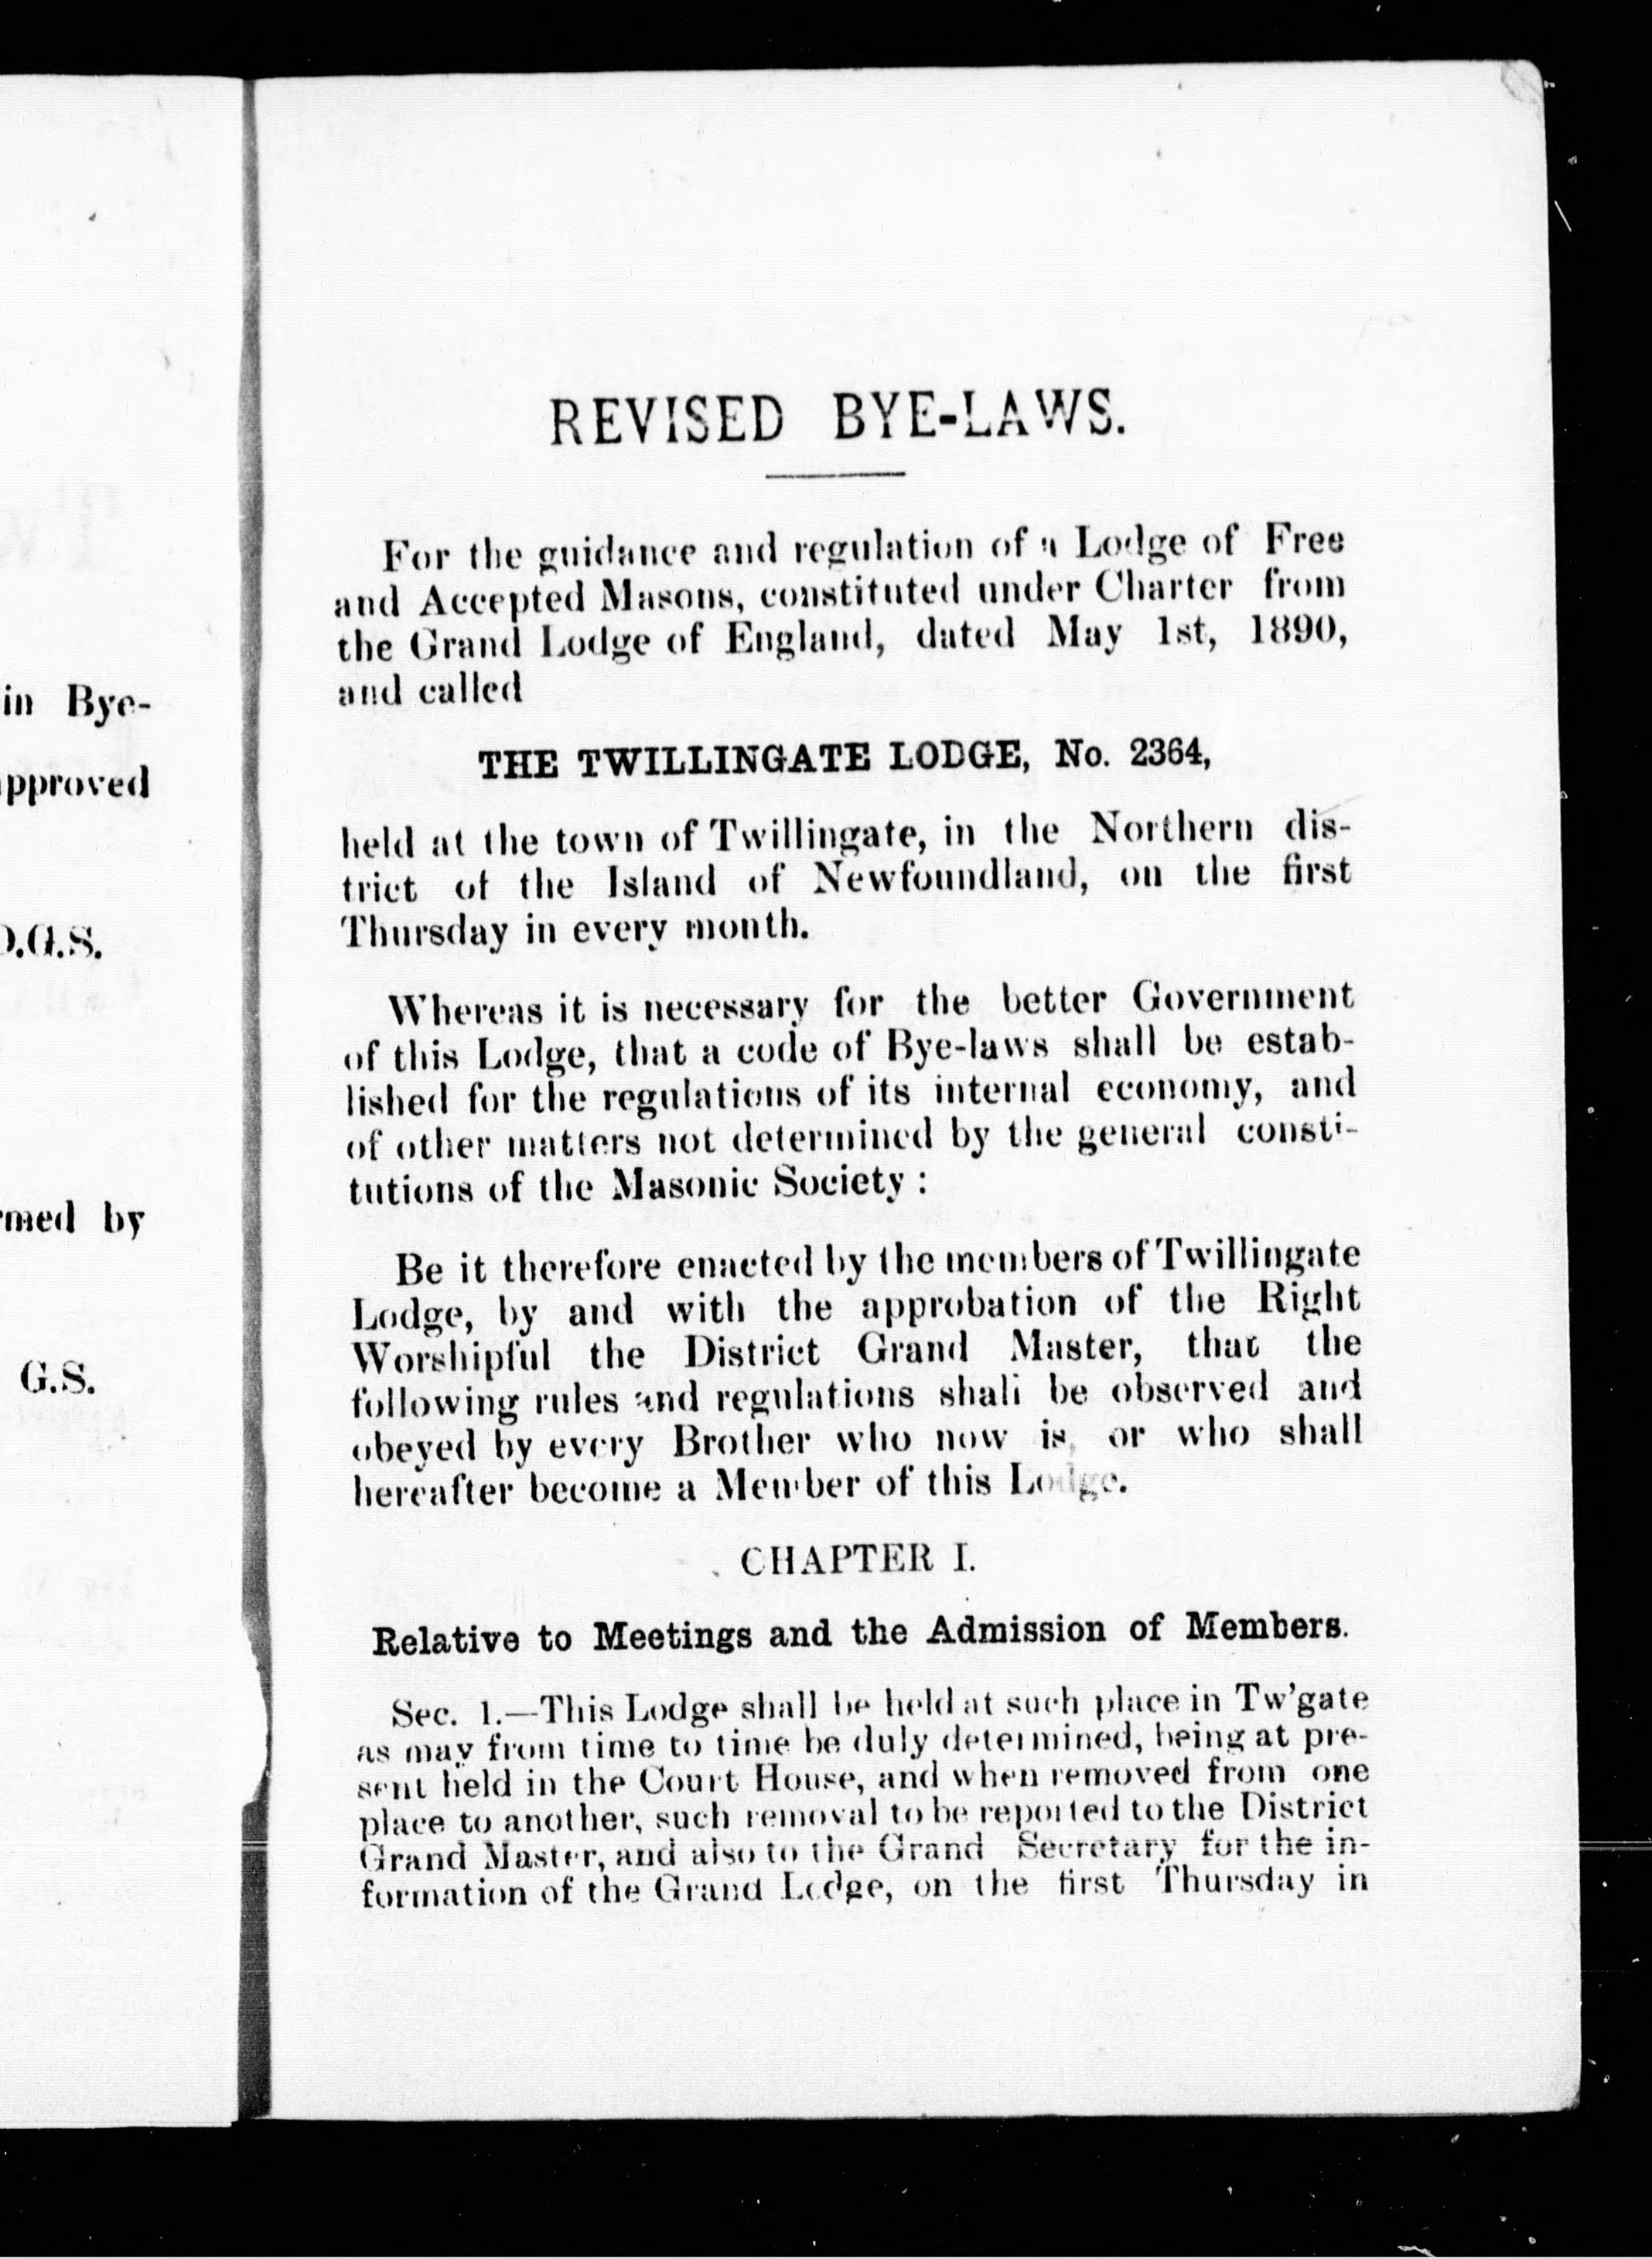 in Bye-
pproved
D.G.S.
rmed by
G.S.
REVISED BYE-LAWS.
For the guidance and regulation of a Lodge of Free
and Accepted Masons, constituted under Charter from
the Grand Lodge of England, dated May 1st, 1890,
and called
THE TWILLINGATE LODGE, No. 2364,
held at the town of Twillingate, in the Northern dis-
trict of the Island of Newfoundland, on the first
Thursday in every month.
Whereas it is necessary for the better Government
of this Lodge, that a code of Bye-laws shall be estab-
lished for the regulations of its internal economy, and
of other matters not determined by the general consti-
tutions of the Masonic Society :
Be it therefore enacted by the members of Twillingate
Lodge, by and with the approbation of the Right
Worshipful the District Grand Master, that the
following rules and regulations shall be observed and
obeyed by every Brother who now is, or who shall
hereafter become a Member of this Lodge.
CHAPTER I.
Relative to Meetings and the Admission of Members.
Sec. 1.—This Lodge shall be held at such place in Tw'gate
as may from time to time be duly determined, being at pre-
sent held in the Court House, and when removed from one
place to another, such removal to be reported to the District
Grand Master, and also to the Grand Secretary for the in-
formation of the Grand Lodge, on the first Thursday in